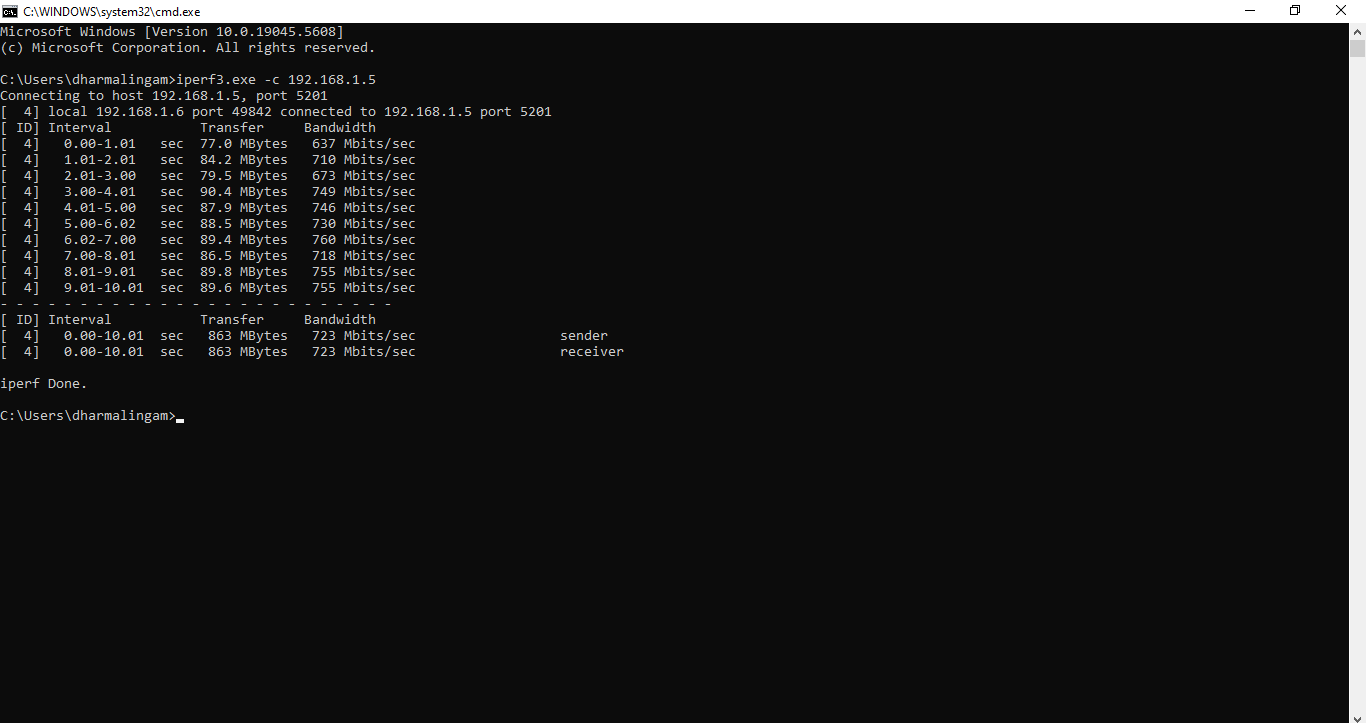 C:\WINDOWS\system32\cmd.exe
Microsoft Windows [Version 10.0.19045.5608]
(c) Microsoft Corporation. All rights reserved.
C:\Users\dharmalingam>iperf3.exe -c 192.168.1.5
Connecting to host 192.168.1.5, port 5201
[  4] local 192.168.1.6 port 49842 connected to 192.168.1.5 port 5201
[ ID] Interval           Transfer     Bandwidth
[  4]   0.00-1.01   sec  77.0 MBytes   637 Mbits/sec
[  4]   1.01-2.01   sec  84.2 MBytes   710 Mbits/sec
[  4]   2.01-3.00   sec  79.5 MBytes   673 Mbits/sec
[  4]   3.00-4.01   sec  90.4 MBytes   749 Mbits/sec
[  4]   4.01-5.00   sec  87.9 MBytes   746 Mbits/sec
[  4]   5.00-6.02   sec  88.5 MBytes   730 Mbits/sec
[  4]   6.02-7.00   sec  89.4 MBytes   760 Mbits/sec
[  4]   7.00-8.01   sec  86.5 MBytes   718 Mbits/sec
[  4]   8.01-9.01   sec  89.8 MBytes   755 Mbits/sec
[  4]   9.01-10.01  sec  89.6 MBytes   755 Mbits/sec
- - - - - - - - - - - - - - - - - - - - - - - - -
[ ID] Interval           Transfer     Bandwidth
[  4]   0.00-10.01  sec   863 MBytes   723 Mbits/sec                  sender
[  4]   0.00-10.01  sec   863 MBytes   723 Mbits/sec                  receiver
iperf Done.
C:\Users\dharmalingam>